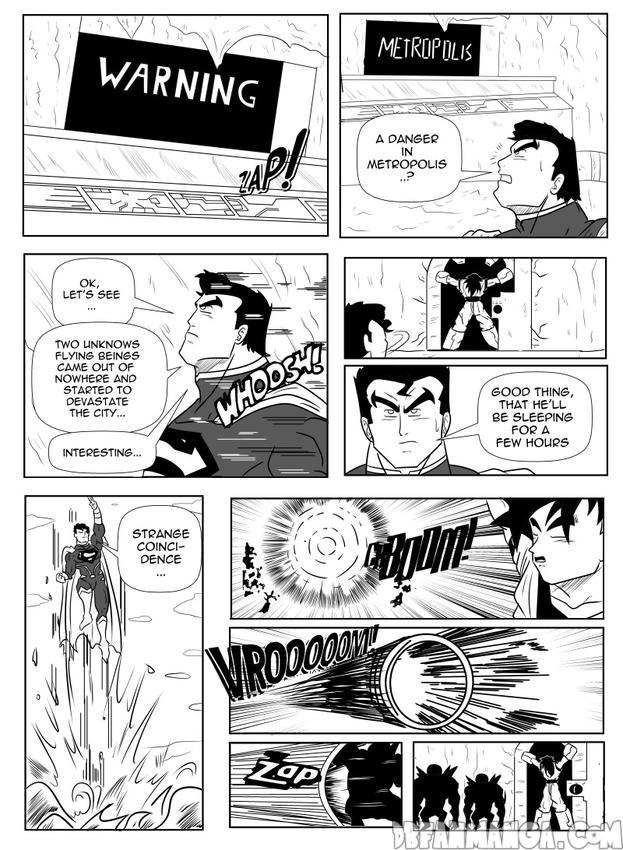 WARNING
ZAP!
METROPOLIS
A DANGER
IN
METROPOLIS
..?
OK,
LET'S SEE
...
TWO UNKNOWS
FLYING BEINGS
CAME OUT OF
NOWHERE AND
STARTED TO
DEVASTATE
THE CITY...
INTERESTING...
WHOOSH!
GOOD THING,
THAT HE'LL
BE SLEEPING
FOR A
FEW HOURS
STRANGE
COINCI-
DENCE
...
VROOOOOM!
Zap
DBFANMANGA.COM